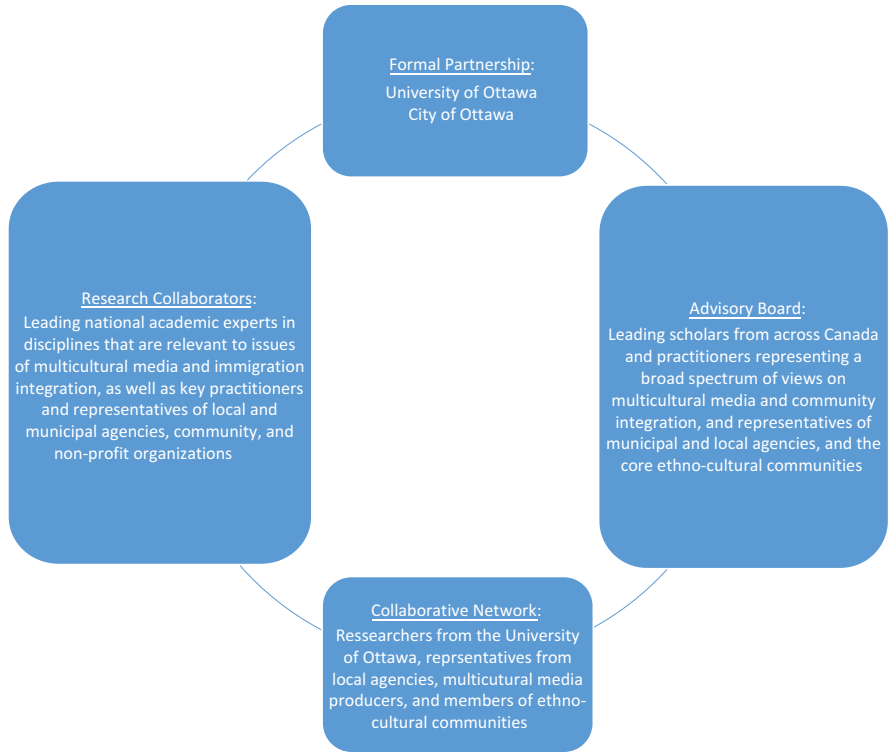 Formal Partnership:
University of Ottawa
City of Ottawa
Research Collaborators:
Leading national academic experts in
disciplines that are relevant to issues
of multicultural media and immigration
integration, as well as key practitioners
and representatives of local and
municipal agencies, community, and
non-profit organizations
Advisory Board:
Leading scholars from across Canada
and practitioners representing a
broad spectrum of views on
multicultural media and community
integration, and representatives of
municipal and local agencies, and the
core ethno-cultural communities
Collaborative Network:
Ressearchers from the University
of Ottawa, reprsentatives from
local agencies, multicutural media
producers, and members of ethno-
cultural communities